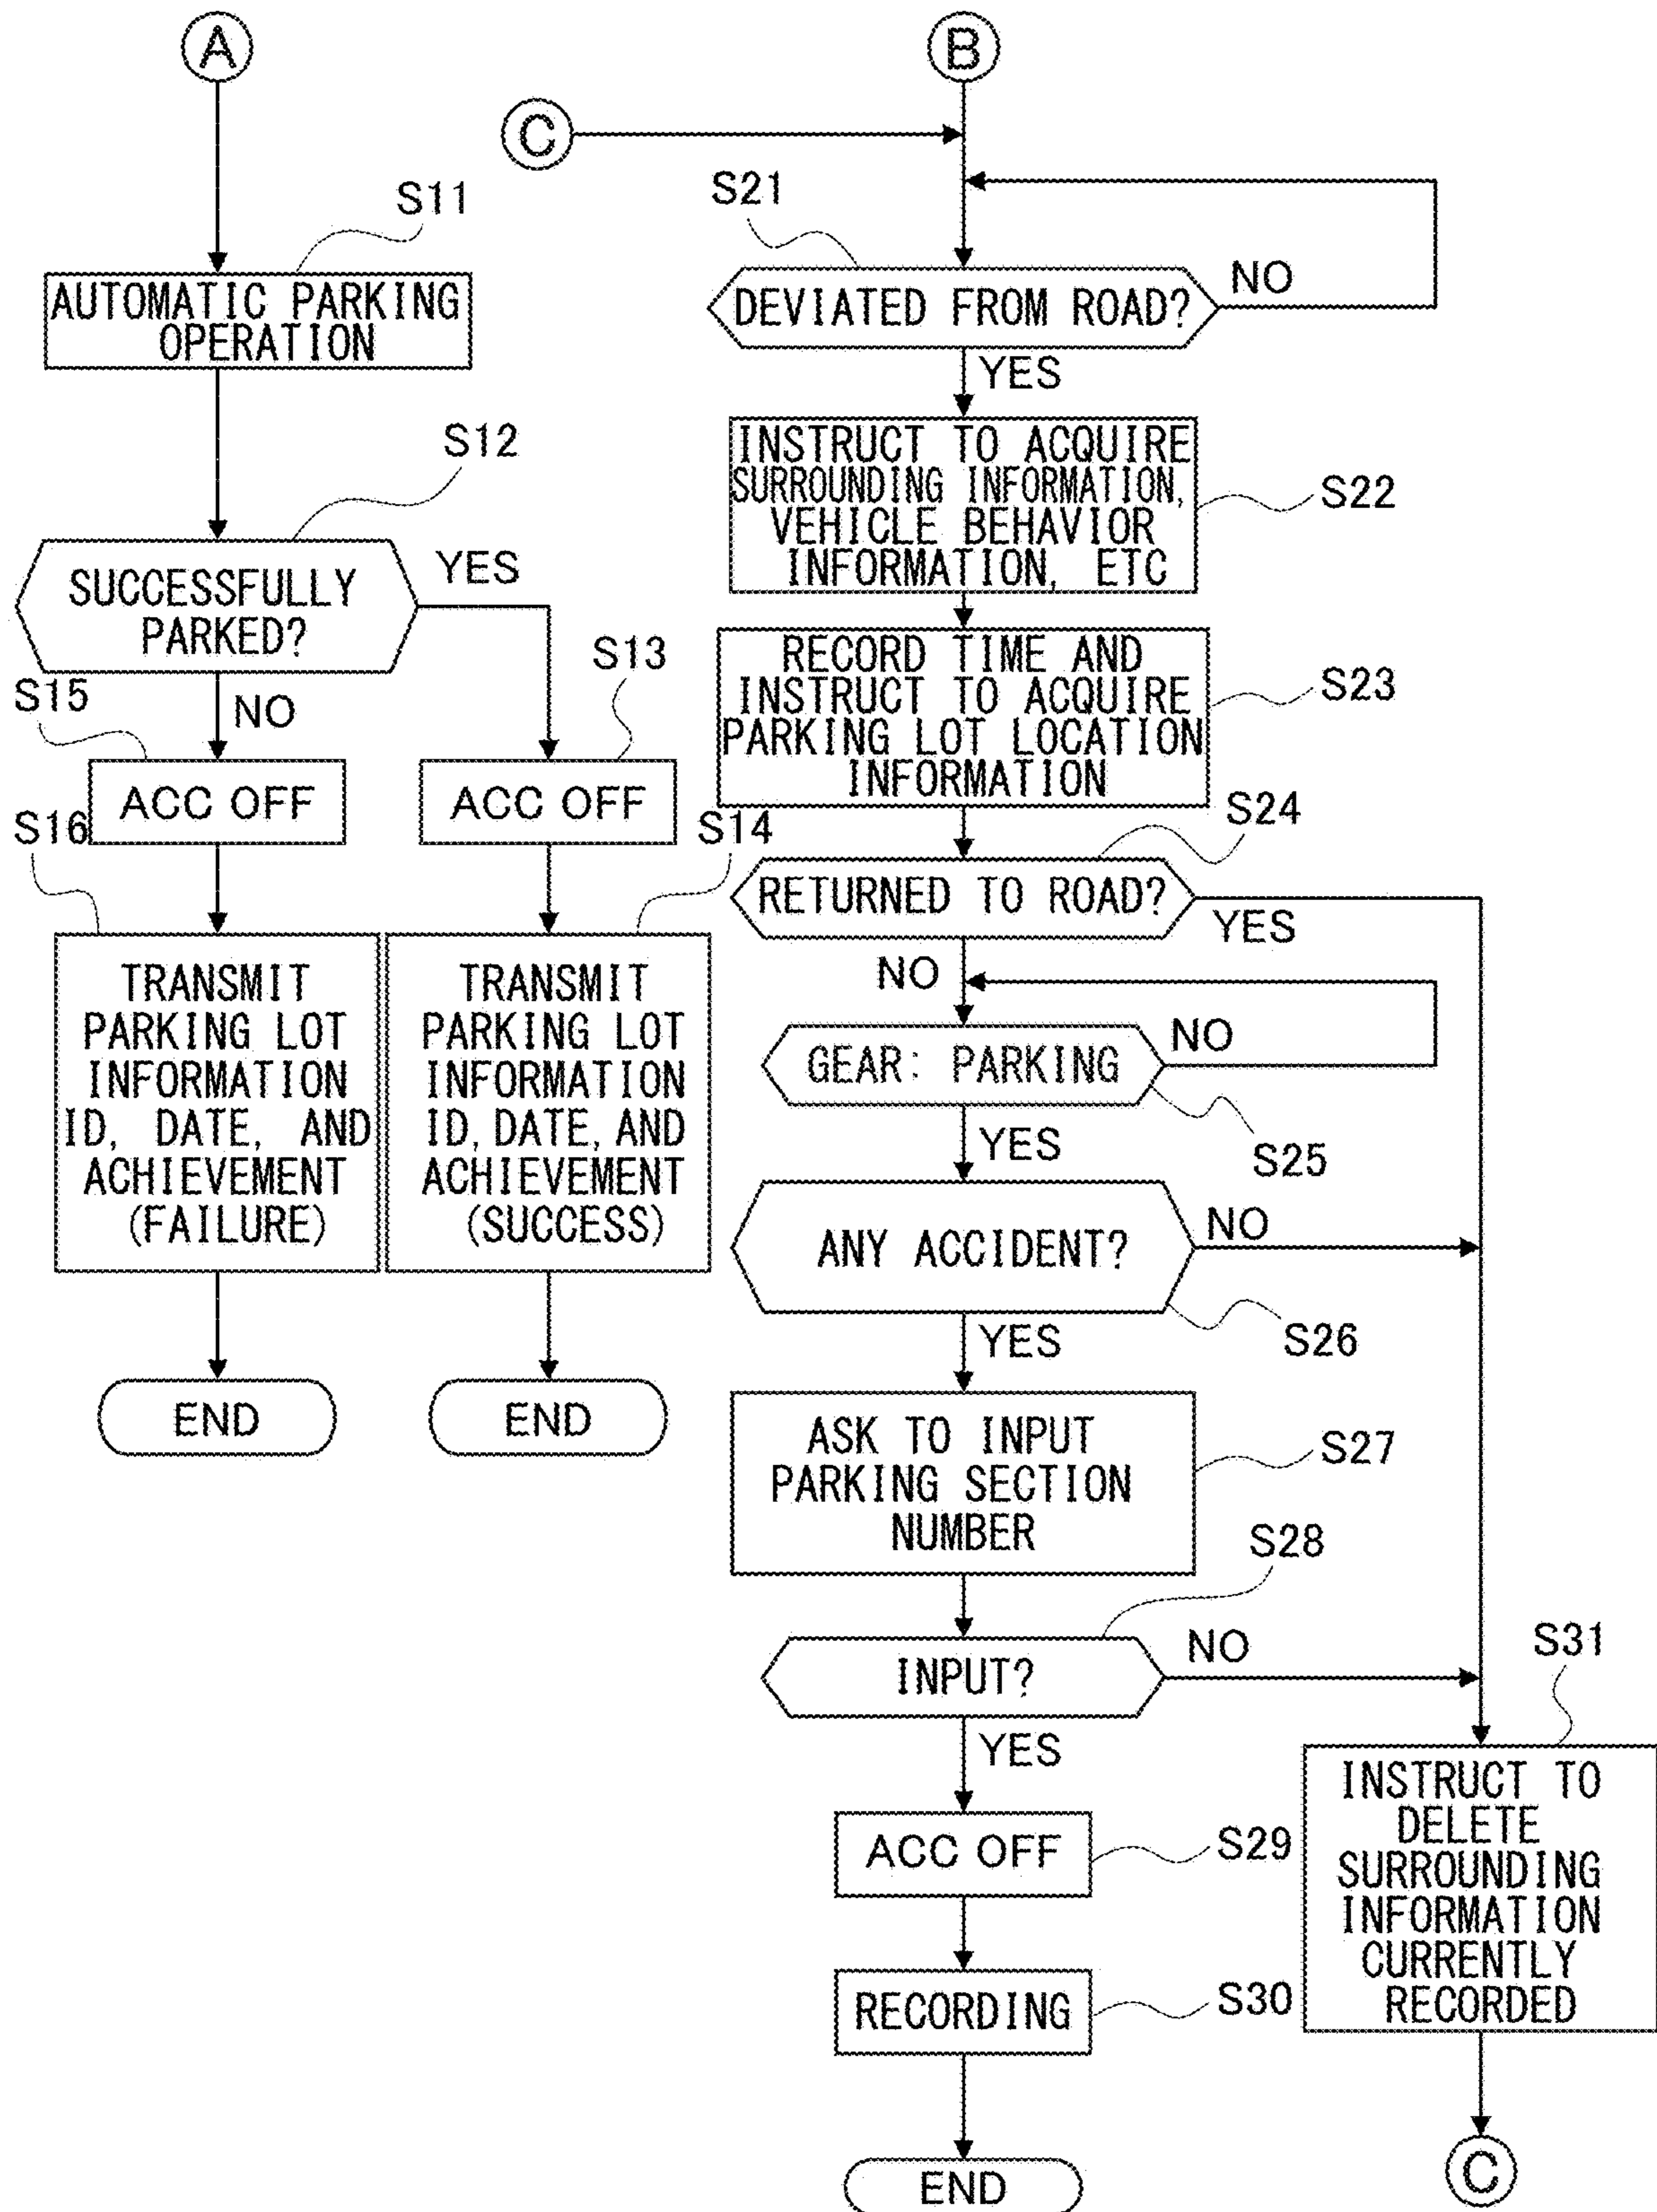 A
S11
AUTOMATIC PARKING
OPERATION
S12
SUCCESSFULLY
PARKED?
YES
NO
S13
S15
ACC OFF
ACC OFF
S16
S14
TRANSMIT
PARKING LOT
INFORMATION
ID, DATE, AND
ACHIEVEMENT
(FAILURE)
TRANSMIT
PARKING LOT
INFORMATION
ID, DATE, AND
ACHIEVEMENT
(SUCCESS)
END
END
B
C
S21
DEVIATED FROM ROAD?
NO
YES
INSTRUCT TO ACQUIRE
SURROUNDING INFORMATION,
VEHICLE BEHAVIOR
INFORMATION, ETC
S22
RECORD TIME AND
INSTRUCT TO ACQUIRE
PARKING LOT LOCATION
INFORMATION
S23
S24
RETURNED TO ROAD?
YES
NO
GEAR: PARKING
NO
S25
YES
ANY ACCIDENT?
NO
S26
YES
ASK TO INPUT
PARKING SECTION
NUMBER
S27
S28
INPUT?
NO
YES
ACC OFF
S29
RECORDING
S30
END
S31
INSTRUCT TO
DELETE
SURROUNDING
INFORMATION
CURRENTLY
RECORDED
C